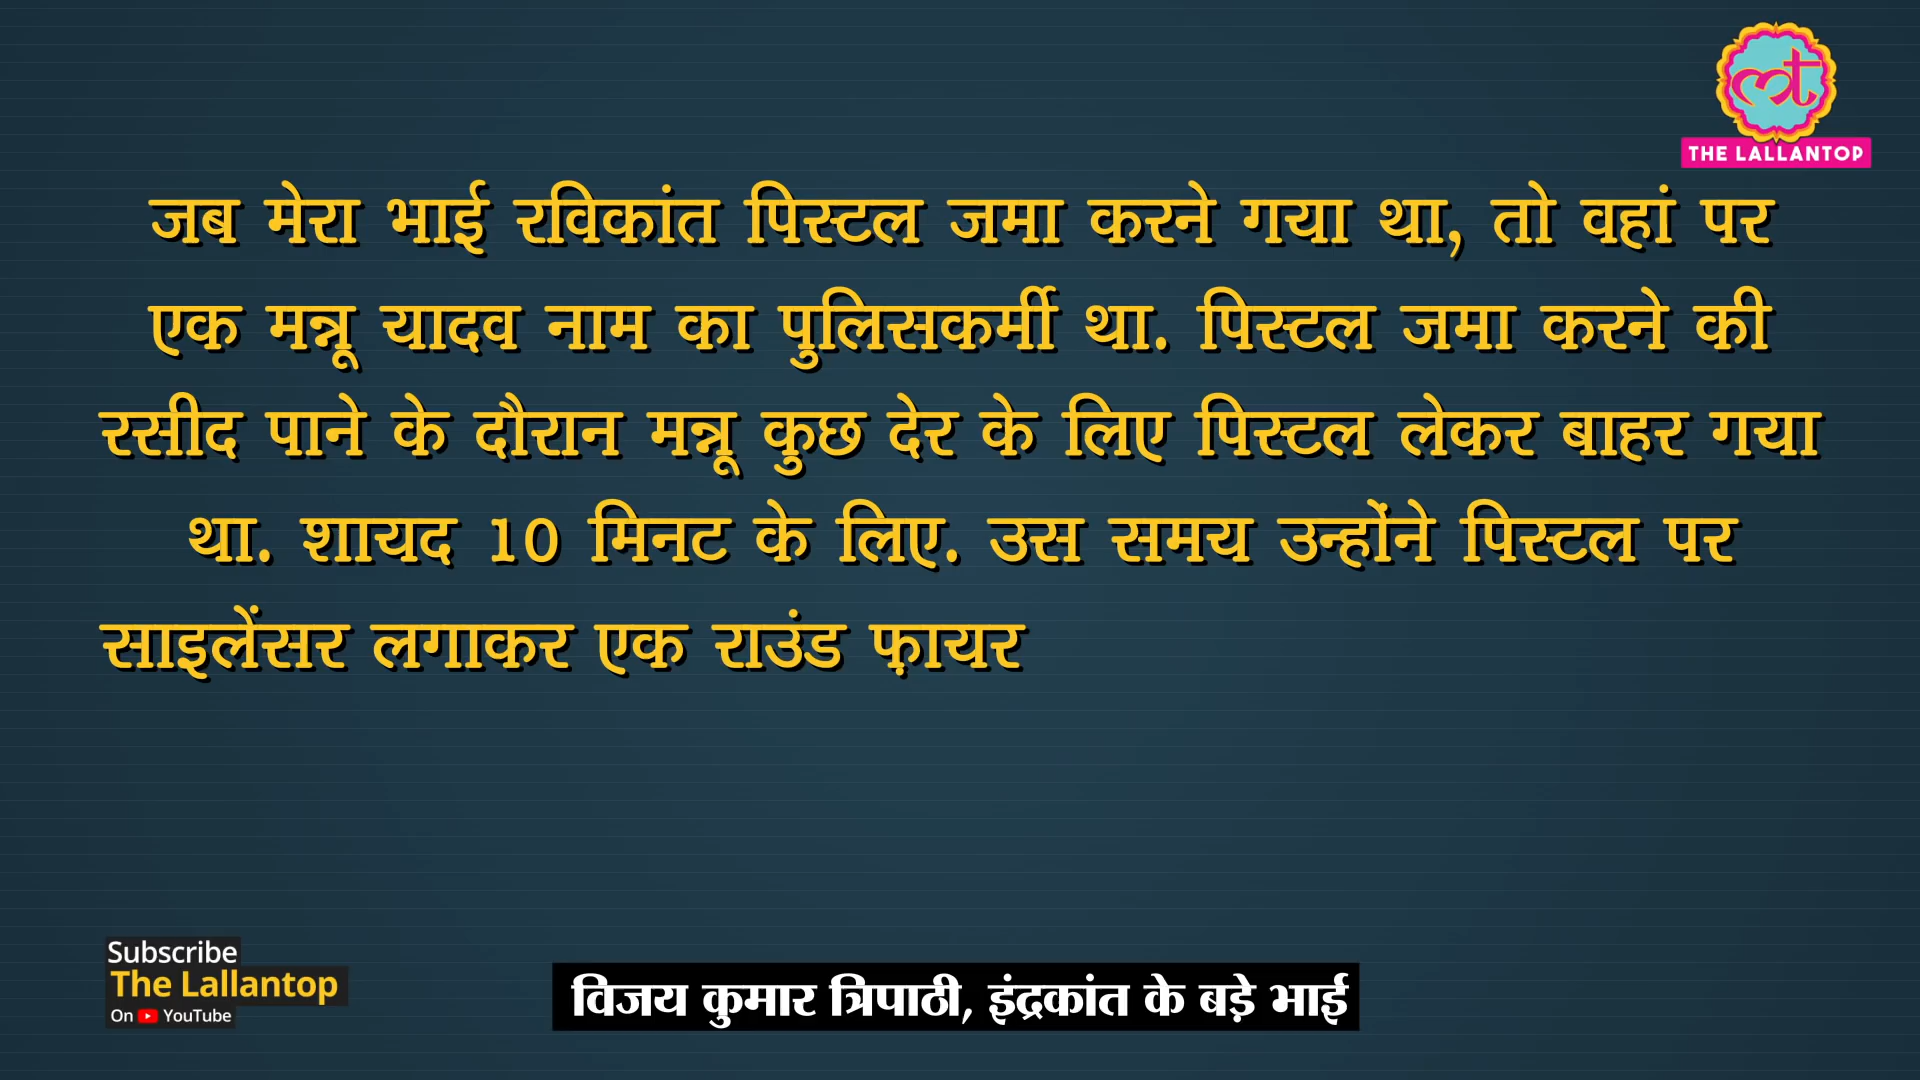 THE LALLANTOP
जब मेरा भाई रविकांत पिस्टल जमा करने गया था, तो वहां पर
एक मन्नू यादव नाम का पुलिसकर्मी था. पिस्टल जमा करने की
रसीद पाने के दौरान मन्नू कुछ देर के लिए पिस्टल लेकर बाहर गया
था. शायद 10 मिनट के लिए. उस समय उन्होंने पिस्टल पर
साइलेंसर लगाकर एक राउंड फ़ायर
Subscribe
The Lallantop
On YouTube
विजय कुमार त्रिपाठी, इंद्रकांत के बड़े भाई